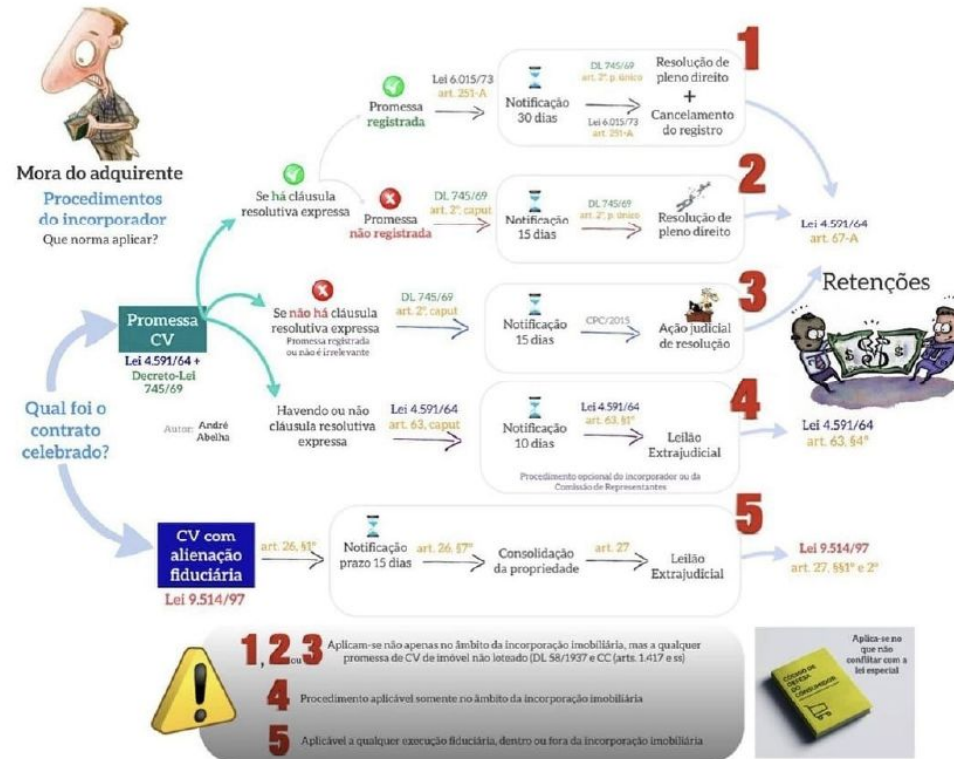 Mora do adquirente
Procedimentos
do incorporador
Que norma aplicar?
Qual foi o
contrato
celebrado?
Promessa
CV
Lei 4.591/64 +
Decreto-Lei
745/69
Autor: André
Abelha
Se há cláusula
resolutiva expressa
Promessa
registrada
Lei 6.015/73
art. 251-A
Notificação
30 dias
DL 745/69
art. 2º, p. único
Lei 6.015/73
art. 251-A
Resolução de
pleno direito
+
Cancelamento
do registro
1
Promessa
não registrada
DL 745/69
art. 2º, caput
Notificação
15 dias
DL 745/69
art. 2º, p. único
Resolução de
pleno direito
2
Lei 4.591/64
art. 67-A
Se não há cláusula
resolutiva expressa
Promessa registrada
ou não é irrelevante
DL 745/69
art. 2º, caput
Notificação
15 dias
CPC/2015
Ação judicial
de resolução
3
Retenções
Havendo ou não
cláusula resolutiva
expressa
Lei 4.591/64
art. 63, caput
Notificação
10 dias
Lei 4.591/64
art. 63, §1º
Leilão
Extrajudicial
Procedimento opcional do incorporador ou da
Comissão de Representantes
4
Lei 4.591/64
art. 63, §4º
CV com
alienação
fiduciária
Lei 9.514/97
art. 26, §1º
Notificação
prazo 15 dias
art. 26, §7º
Consolidação
da propriedade
art. 27
Leilão
Extrajudicial
5
Lei 9.514/97
art. 27, §§1º e 2º
1, 2 ou 3 Aplicam-se não apenas no âmbito da incorporação imobiliária, mas a qualquer
promessa de CV de imóvel não loteado (DL 58/1937 e CC (arts. 1.417 e ss)
4 Procedimento aplicável somente no âmbito da incorporação imobiliária
5 Aplicável a qualquer execução fiduciária, dentro ou fora da incorporação imobiliária
Aplica-se no
que não
conflitar com a
lei especial
CÓDIGO DE
DEFESA
DO
CONSUMIDOR